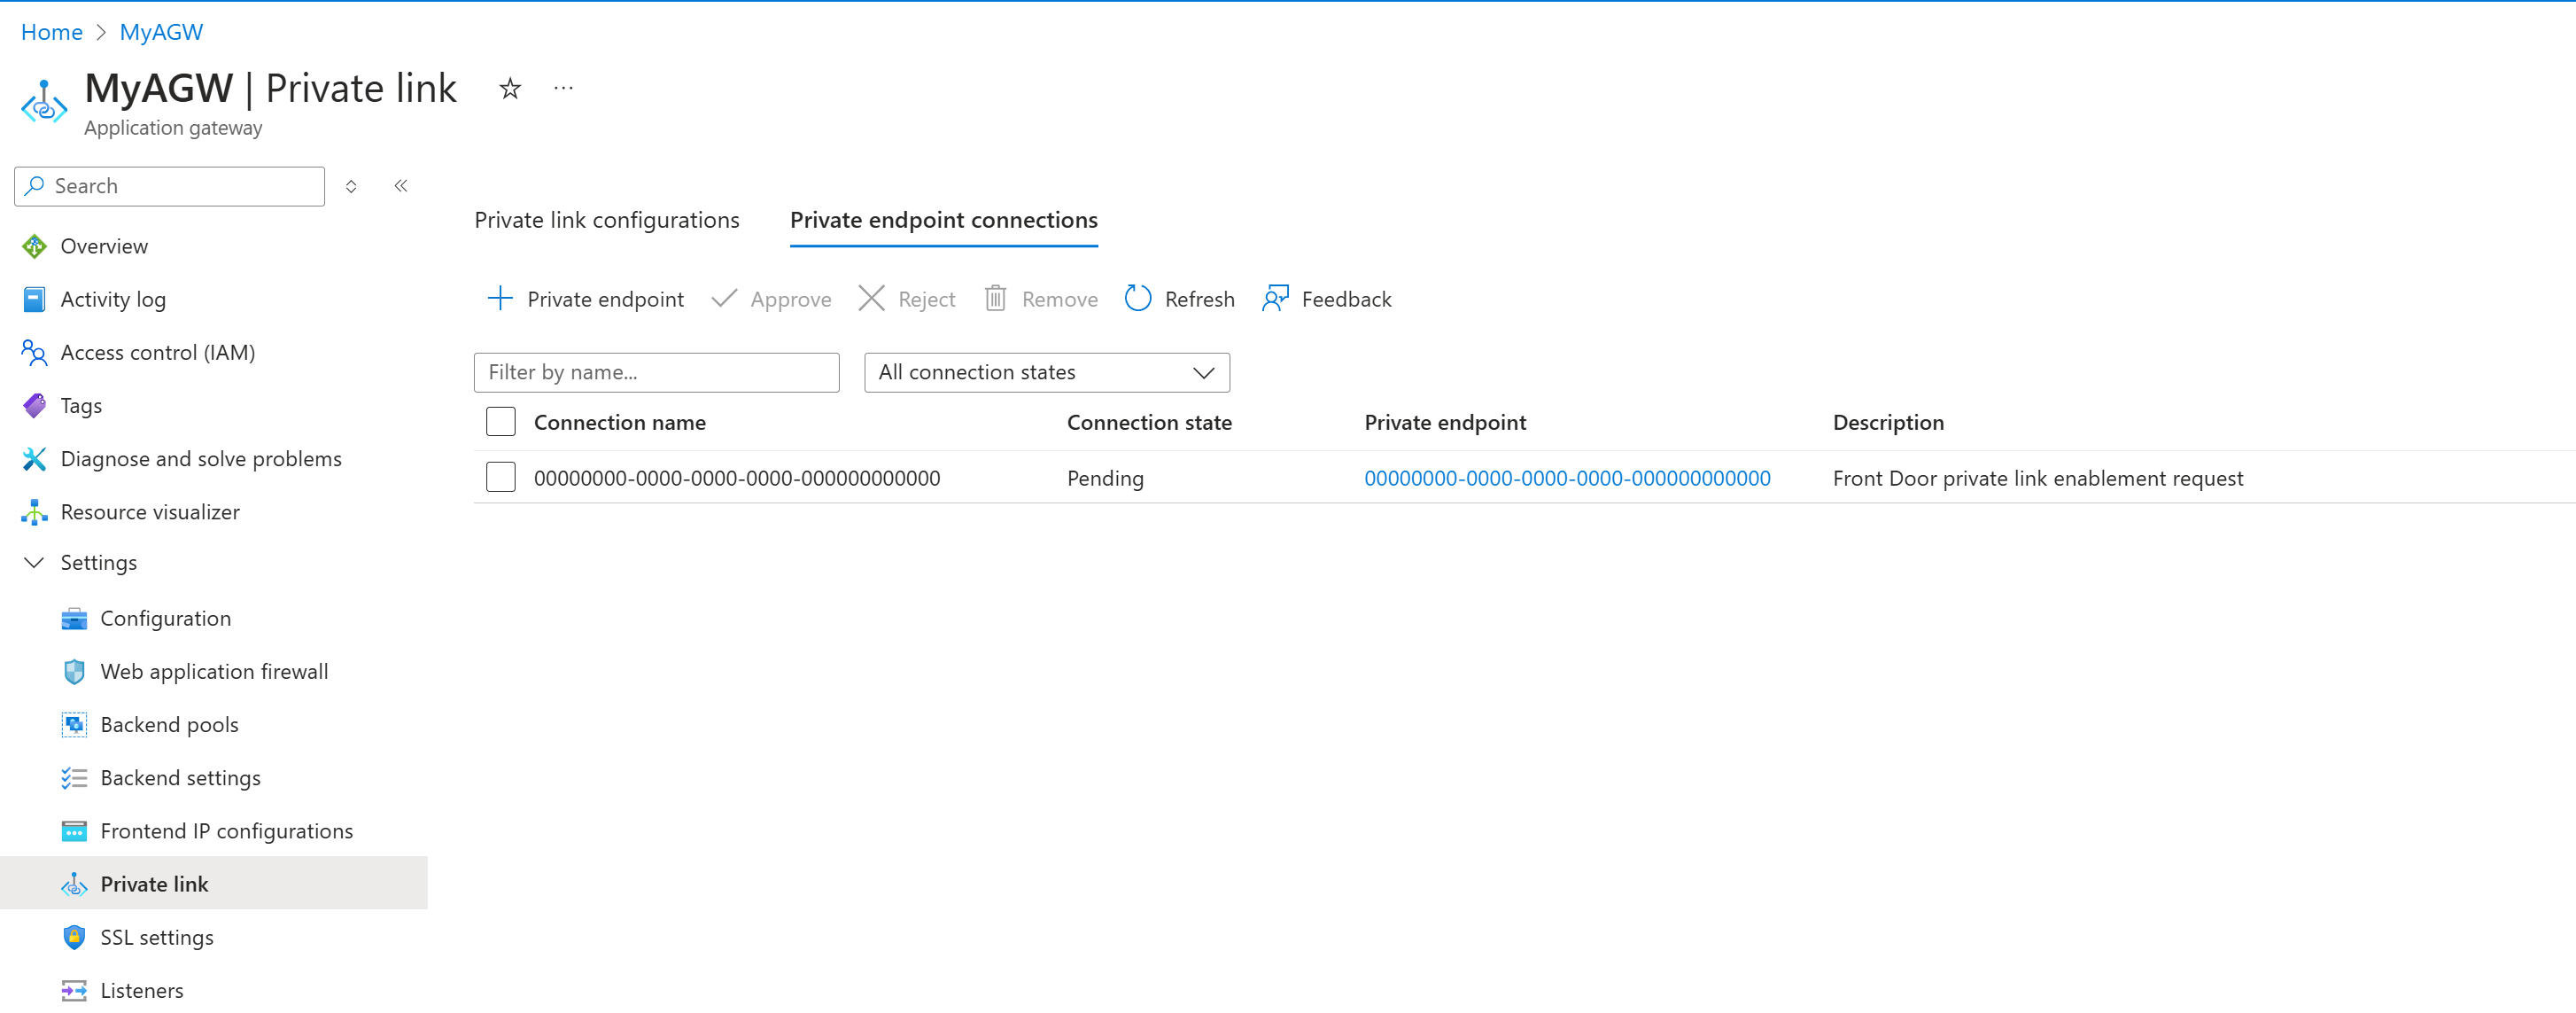 Home > MyAGW
MyAGW | Private link
Application gateway
Search
Overview
Activity log
Access control (IAM)
Tags
Diagnose and solve problems
Resource visualizer
Settings
Configuration
Web application firewall
Backend pools
Backend settings
Frontend IP configurations
Private link
SSL settings
Listeners
Private link configurations Private endpoint connections
Private endpoint Approve Reject Remove Refresh Feedback
Filter by name... All connection states
Connection name Connection state Private endpoint Description
00000000-0000-0000-0000-000000000000 Pending 00000000-0000-0000-0000-000000000000 Front Door private link enablement request